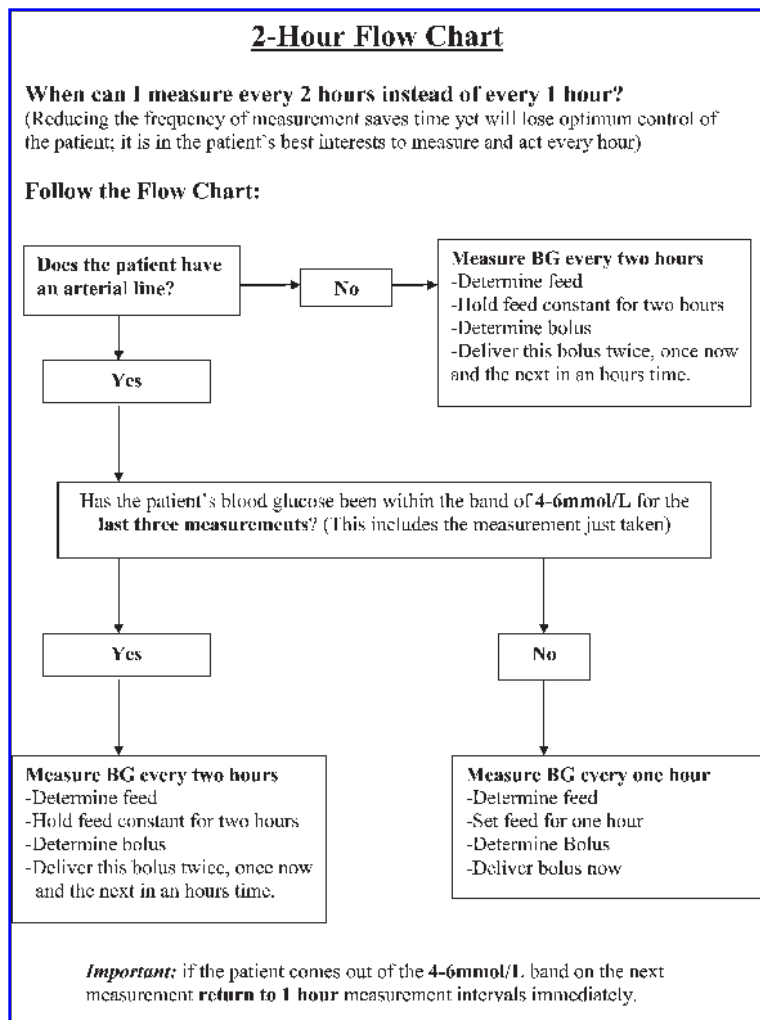 2-Hour Flow Chart
When can I measure every 2 hours instead of every 1 hour?
(Reducing the frequency of measurement saves time yet will lose optimum control of
the patient; it is in the patient's best interests to measure and act every hour)
Follow the Flow Chart:
Does the patient have
an arterial line?
No
Measure BG every two hours
-Determine feed
-Hold feed constant for two hours
-Determine bolus
-Deliver this bolus twice, once now
and the next in an hours time.
Yes
Has the patient's blood glucose been within the band of 4-6mmol/L for the
last three measurements? (This includes the measurement just taken)
Yes
No
Measure BG every two hours
-Determine feed
-Hold feed constant for two hours
-Determine bolus
-Deliver this bolus twice, once now
and the next in an hours time.
Measure BG every one hour
-Determine feed
-Set feed for one hour
-Determine Bolus
-Deliver bolus now
Important: if the patient comes out of the 4-6mmol/L band on the next
measurement return to 1 hour measurement intervals immediately.